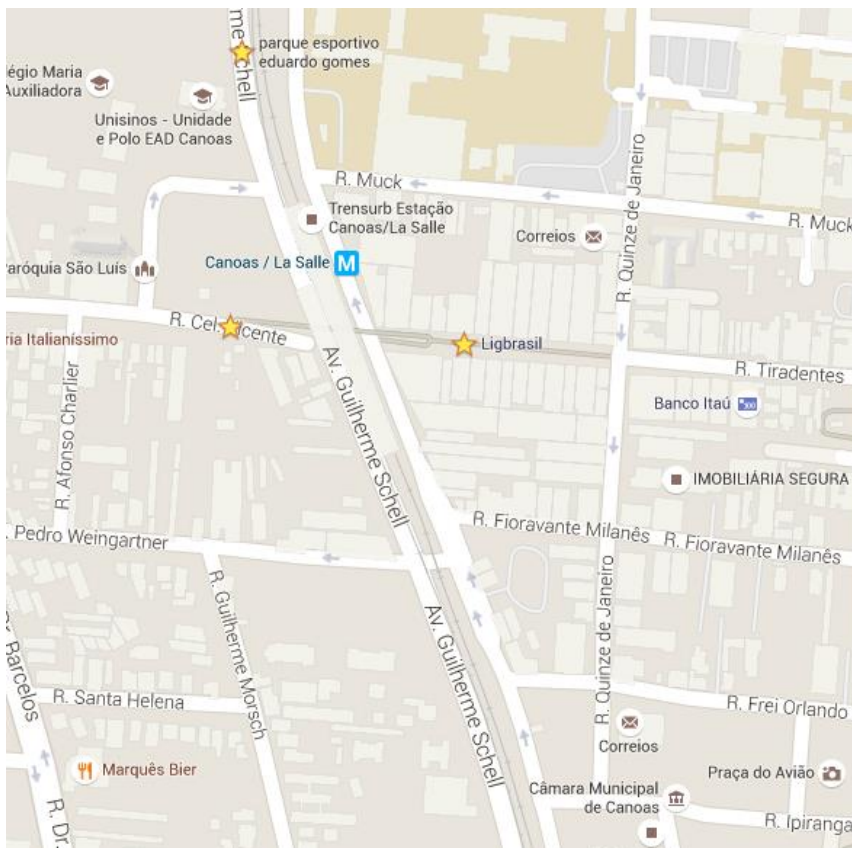 parque esportivo
eduardo gomes
égio Maria
Auxiliadora
Unisinos - Unidade
e Polo EAD Canoas
me Schell
R. Muck
R. Muck
Trensurb Estação
Canoas/La Salle
Correios
R. Quinze de Janeiro
Canoas / La Salle
M
aróquia São Luís
R. Cel. Vicente
ria Italianíssimo
Ligbrasil
R. Tiradentes
Av. Guilherme Schell
Banco Itaú
R. Afonso Charlier
IMOBILIÁRIA SEGURA
R. Fioravante Milanês
R. Fioravante Milanês
Pedro Weingartner
R. Guilherme Morsch
R. Quinze de Janeiro
Av. Guilherme Schell
R. Santa Helena
R. Frei Orlando
Barcelos
Correios
Marquês Bier
Praça do Avião
Câmara Municipal
de Canoas
R. Ipiranga
R. Dr.